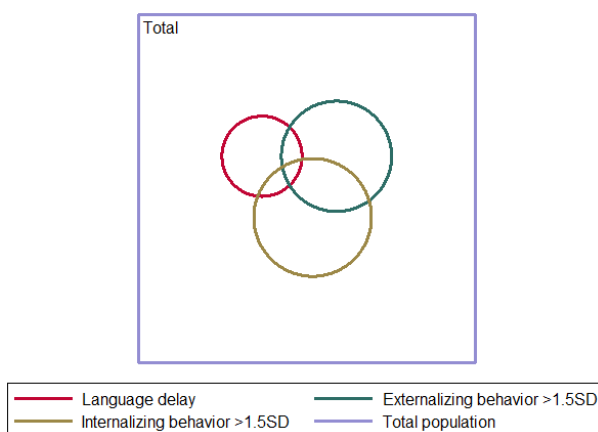 Total
Language delay
Externalizing behavior >1.5SD
Internalizing behavior >1.5SD
Total population